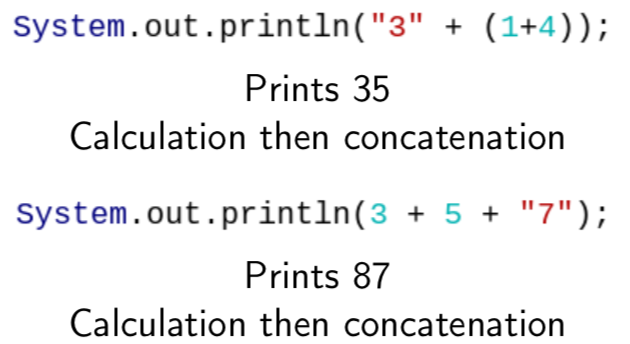 System.out.println("3" + (1+4));
Prints 35
Calculation then concatenation
System.out.println(3 + 5 + "7");
Prints 87
Calculation then concatenation